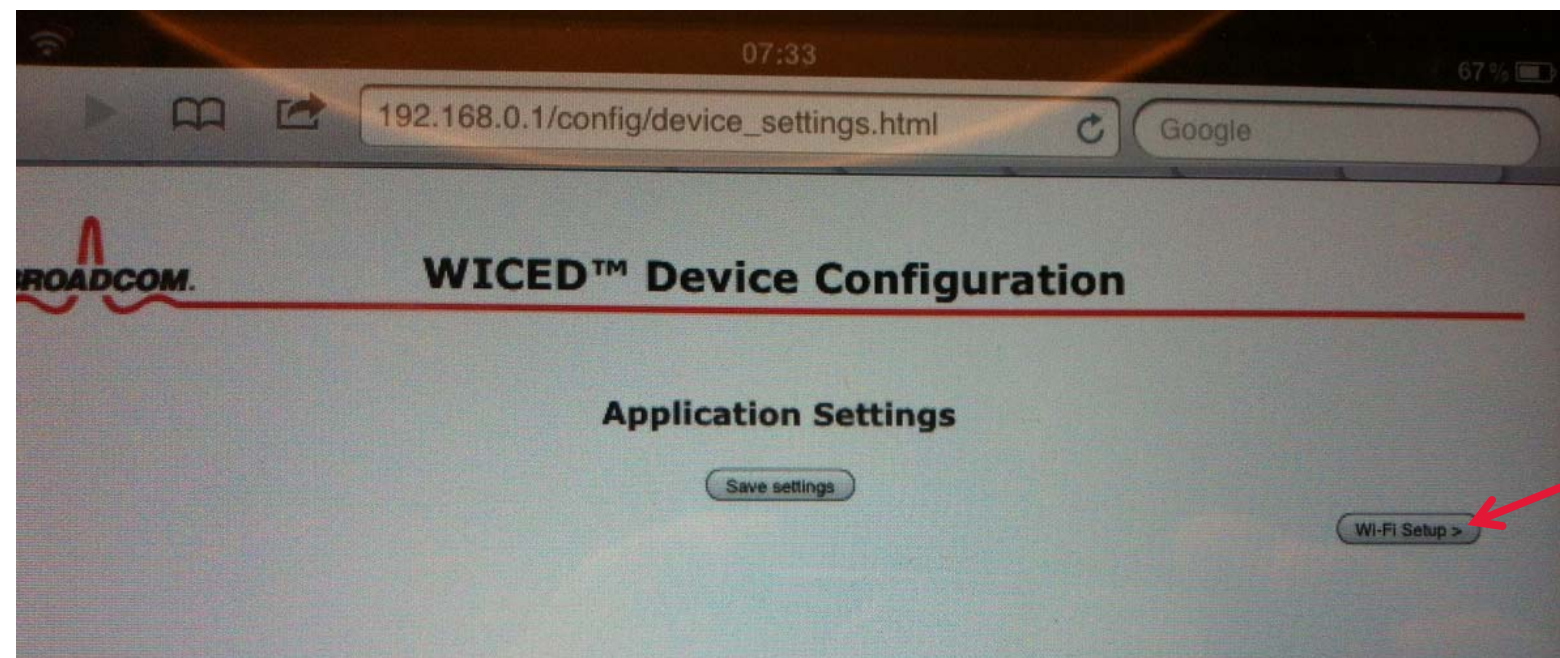 07:33
67%
192.168.0.1/config/device_settings.html
Google
BROADCOM.
WICED™ Device Configuration
Application Settings
Save settings
Wi-Fi Setup >